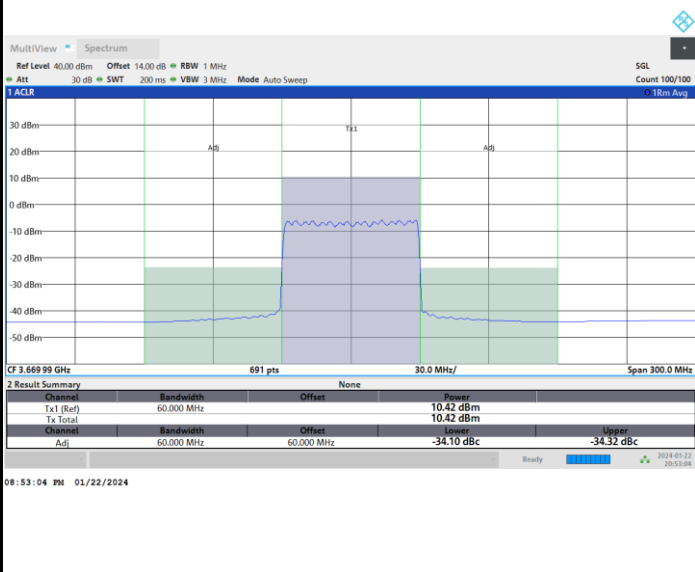 MultiView Spectrum
Ref Level 40.00 dBm Offset 14.00 dB RBW 1 MHz SGL
Att 30 dB SWT 200 ms VBW 3 MHz Mode Auto Sweep Count 100/100
1 ACLR 1Rm Avg
Tx1
30 dBm
Adj Adj
20 dBm
10 dBm
0 dBm
-10 dBm
-20 dBm
-30 dBm
-40 dBm
-50 dBm
CF 3.669 99 GHz 691 pts 30.0 MHz/ Span 300.0 MHz
2 Result Summary None
Channel Bandwidth Offset Power
Tx1 (Ref) 60.000 MHz 10.42 dBm
Tx Total 10.42 dBm
Channel Bandwidth Offset Lower Upper
Adj 60.000 MHz 60.000 MHz -34.10 dBc -34.32 dBc
Ready 2024-01-22
20:53:04
08:53:04 PM 01/22/2024